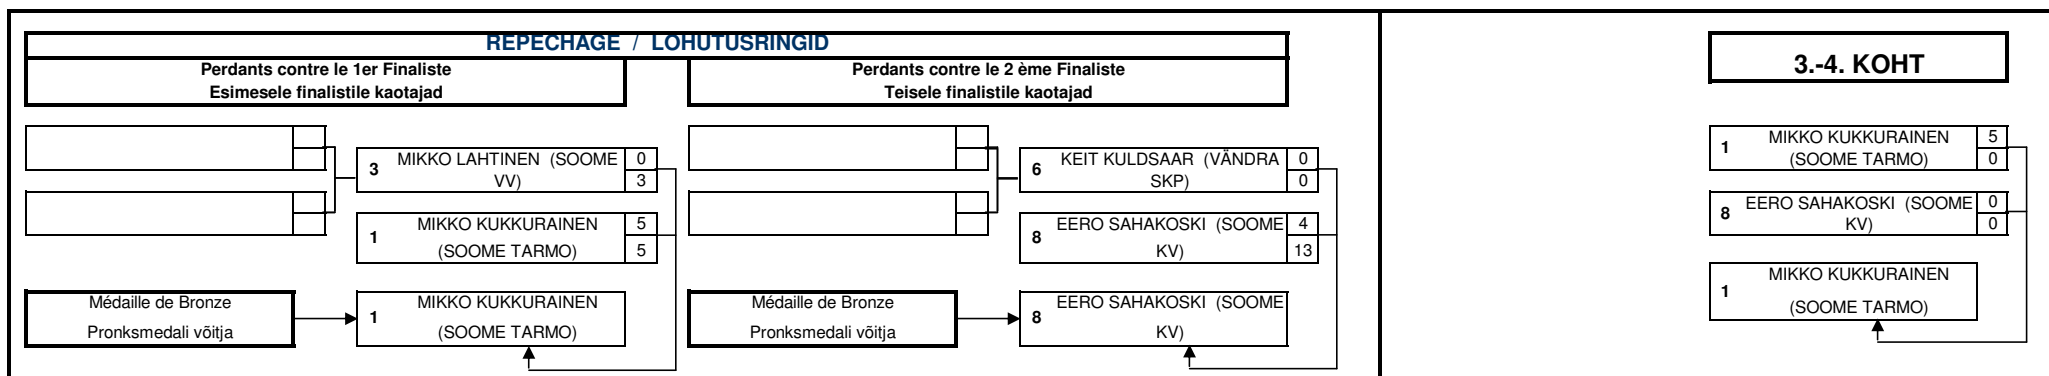 REPECHAGE / LOHUTUSRINGID
Perdants contre le 1er Finaliste
Esimesele finalistile kaotajad
Perdants contre le 2 ème Finaliste
Teisele finalistile kaotajad
3 MIKKO LAHTINEN (SOOME 0
VV) 3
1 MIKKO KUKKURAINEN 5
(SOOME TARMO) 5
6 KEIT KULDSAAR (VÄNDRA 0
SKP) 0
8 EERO SAHAKOSKI (SOOME 4
KV) 13
Médaille de Bronze
Pronksmedali võitja
1 MIKKO KUKKURAINEN
(SOOME TARMO)
Médaille de Bronze
Pronksmedali võitja
8 EERO SAHAKOSKI (SOOME
KV)
3.-4. KOHT
1 MIKKO KUKKURAINEN 5
(SOOME TARMO) 0
8 EERO SAHAKOSKI (SOOME 0
KV) 0
1 MIKKO KUKKURAINEN
(SOOME TARMO)